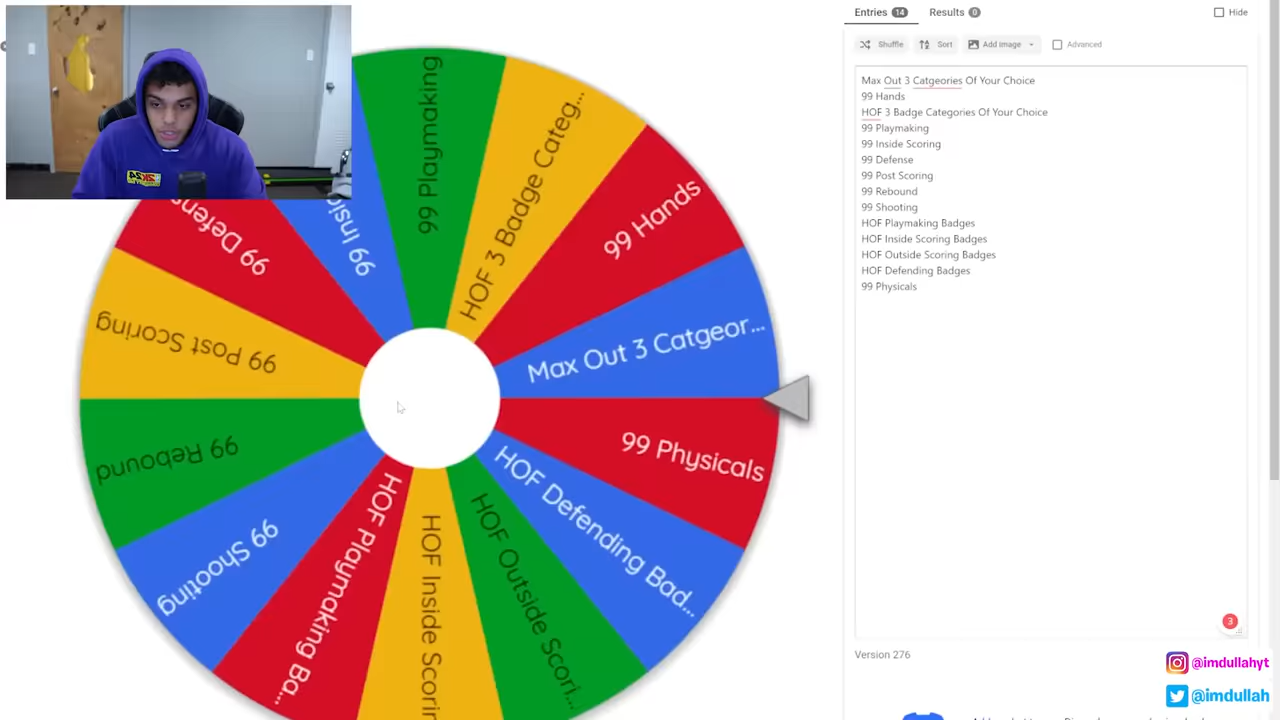 Entries 14
Results 0
Hide
Shuffle
Sort
Add Image
Advanced
Max Out 3 Catgeories Of Your Choice
99 Hands
HOF 3 Badge Categories Of Your Choice
99 Playmaking
99 Inside Scoring
99 Defense
99 Post Scoring
99 Rebound
99 Shooting
HOF Playmaking Badges
HOF Inside Scoring Badges
HOF Outside Scoring Badges
HOF Defending Badges
99 Physicals
3
Version 276
99 Playmaking
HOF 3 Badge Categ...
99 Hands
Max Out 3 Catgeor...
99 Physicals
HOF Defending Bad...
HOF Outside Scori...
HOF Inside Scorin
HOF Playmaking Ba...
99 Shooting
99 Rebound
99 Post Scoring
99 Defens
99 Insi
@imdullahyt
@imdullah